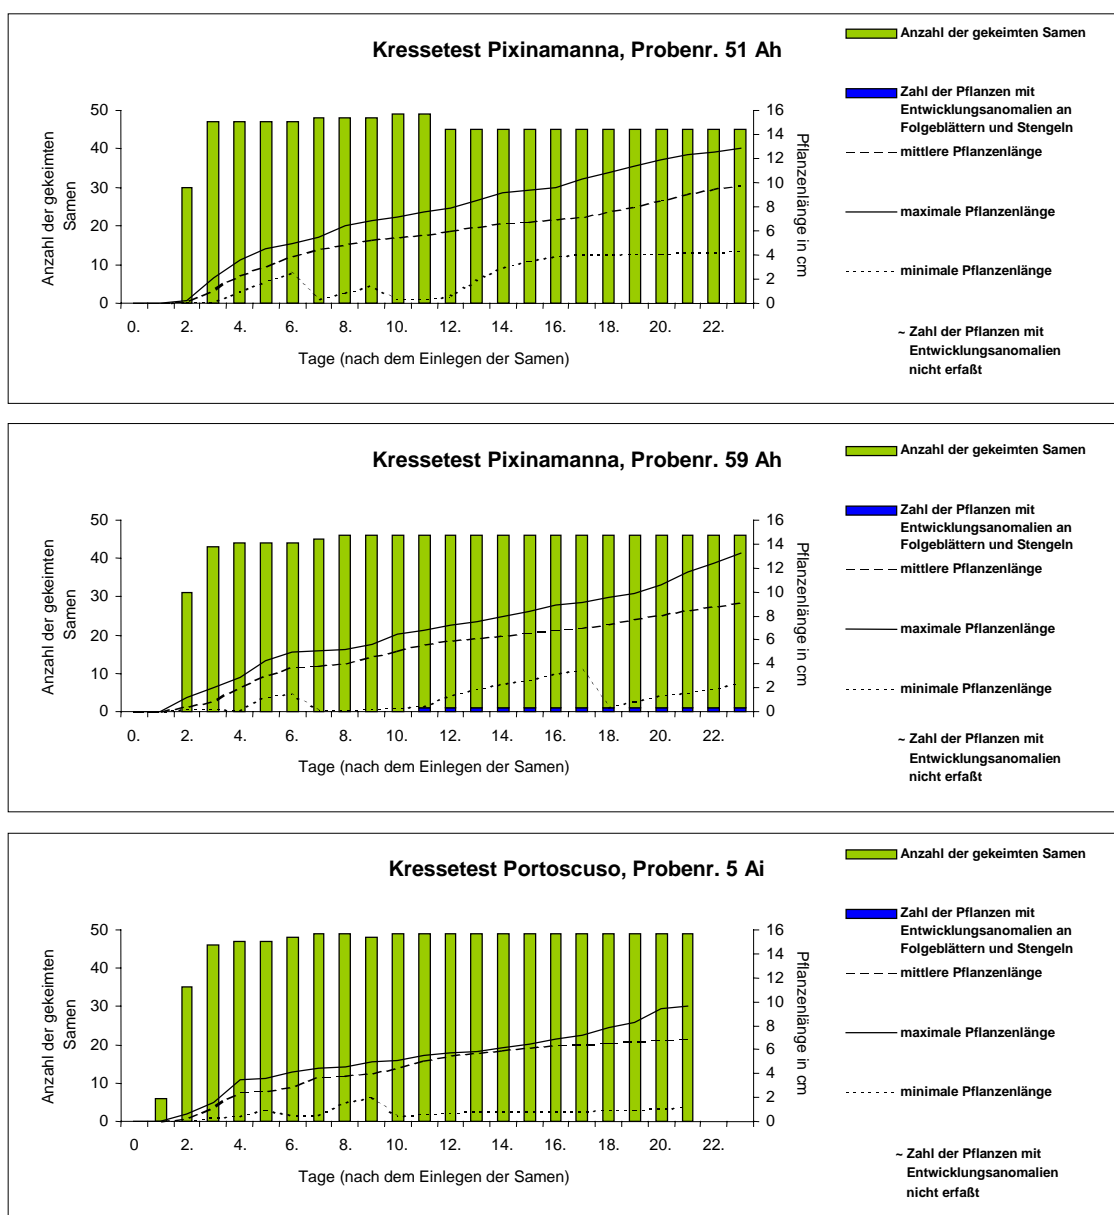 Kressetest Pixinamanna, Probenr. 51 Ah
Anzahl der gekeimten
Samen
50
40
30
20
10
0
16
14
12
10
8
6
4
2
0
Pflanzenlänge in cm
0.
2.
4.
6.
8.
10.
12.
14.
16.
18.
20.
22.
Tage (nach dem Einlegen der Samen)
Anzahl der gekeimten Samen
Zahl der Pflanzen mit
Entwicklungsanomalien an
Folgeblättern und Stengeln
mittlere Pflanzenlänge
maximale Pflanzenlänge
minimale Pflanzenlänge
~ Zahl der Pflanzen mit
Entwicklungsanomalien
nicht erfaßt
Kressetest Pixinamanna, Probenr. 59 Ah
Anzahl der gekeimten
Samen
50
40
30
20
10
0
16
14
12
10
8
6
4
2
0
Pflanzenlänge in cm
0.
2.
4.
6.
8.
10.
12.
14.
16.
18.
20.
22.
Tage (nach dem Einlegen der Samen)
Anzahl der gekeimten Samen
Zahl der Pflanzen mit
Entwicklungsanomalien an
Folgeblättern und Stengeln
mittlere Pflanzenlänge
maximale Pflanzenlänge
minimale Pflanzenlänge
~ Zahl der Pflanzen mit
Entwicklungsanomalien
nicht erfaßt
Kressetest Portoscuso, Probenr. 5 Ai
Anzahl der gekeimten
Samen
50
40
30
20
10
0
16
14
12
10
8
6
4
2
0
Pflanzenlänge in cm
0
2.
4.
6.
8.
10.
12.
14.
16.
18.
20.
22.
Tage (nach dem Einlegen der Samen)
Anzahl der gekeimten Samen
Zahl der Pflanzen mit
Entwicklungsanomalien an
Folgeblättern und Stengeln
mittlere Pflanzenlänge
maximale Pflanzenlänge
minimale Pflanzenlänge
~ Zahl der Pflanzen mit
Entwicklungsanomalien
nicht erfaßt